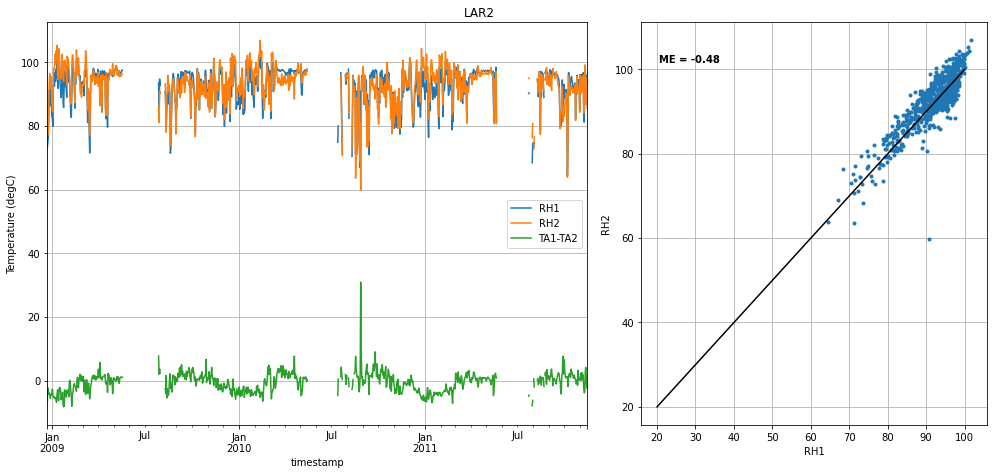 LAR2
Temperature (degC)
100
80
60
40
20
0
RH1
RH2
TA1-TA2
Jan
2009
Jul
Jan
2010
Jul
Jan
2011
Jul
timestamp
ME = -0.48
RH2
100
80
60
40
20
20 30 40 50 60 70 80 90 100
RH1